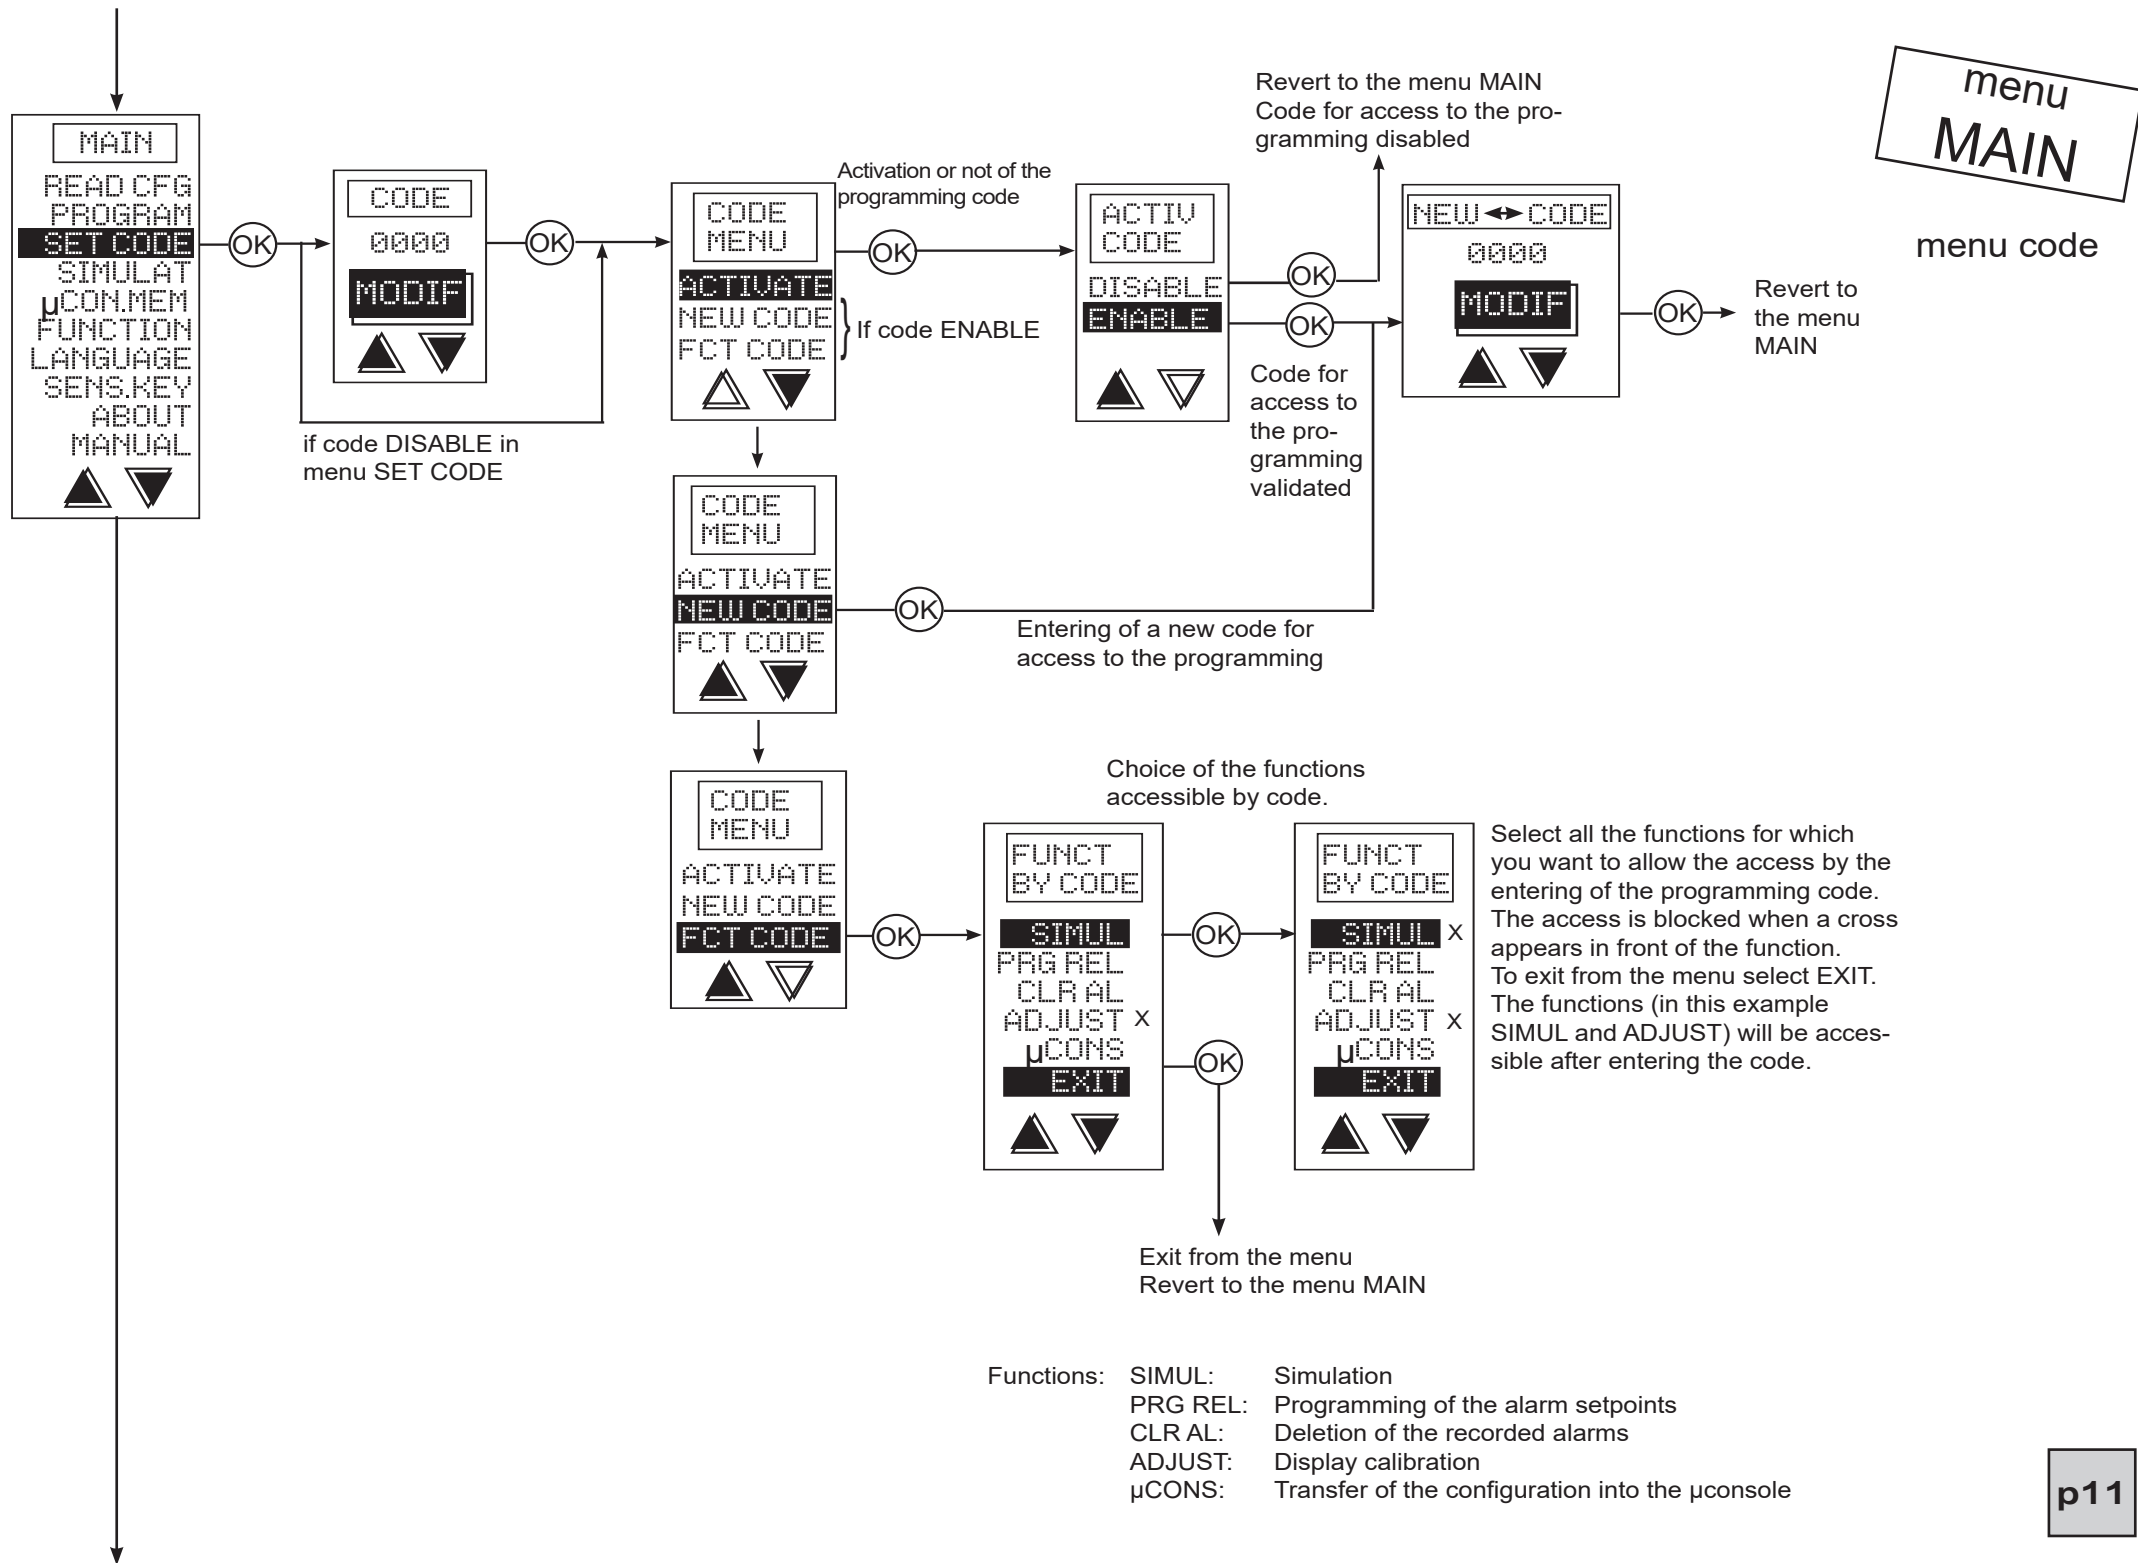 menu
MAIN
menu code
MAIN
READ CFG
PROGRAM
SET CODE
SIMULAT
µCON.MEM
FUNCTION
LANGUAGE
SENS.KEY
ABOUT
MANUAL
OK
if code DISABLE in
menu SET CODE
CODE
0000
MODIF
OK
CODE
MENU
ACTIVATE
NEW CODE
FCT CODE
If code ENABLE
Activation or not of the
programming code
OK
ACTIV
CODE
DISABLE
ENABLE
OK
Revert to the menu MAIN
Code for access to the pro-
gramming disabled
OK
Code for
access to
the pro-
gramming
validated
NEW CODE
0000
MODIF
OK
Revert to
the menu
MAIN
CODE
MENU
ACTIVATE
NEW CODE
FCT CODE
OK
Entering of a new code for
access to the programming
CODE
MENU
ACTIVATE
NEW CODE
FCT CODE
OK
Choice of the functions
accessible by code.
FUNCT
BY CODE
SIMUL
PRG REL
CLR AL
ADJUST x
µCONS
EXIT
OK
OK
FUNCT
BY CODE
SIMUL x
PRG REL
CLR AL
ADJUST x
µCONS
EXIT
Select all the functions for which
you want to allow the access by the
entering of the programming code.
The access is blocked when a cross
appears in front of the function.
To exit from the menu select EXIT.
The functions (in this example
SIMUL and ADJUST) will be acces-
sible after entering the code.
Exit from the menu
Revert to the menu MAIN
Functions: SIMUL: Simulation
PRG REL: Programming of the alarm setpoints
CLR AL: Deletion of the recorded alarms
ADJUST: Display calibration
µCONS: Transfer of the configuration into the µconsole
p11